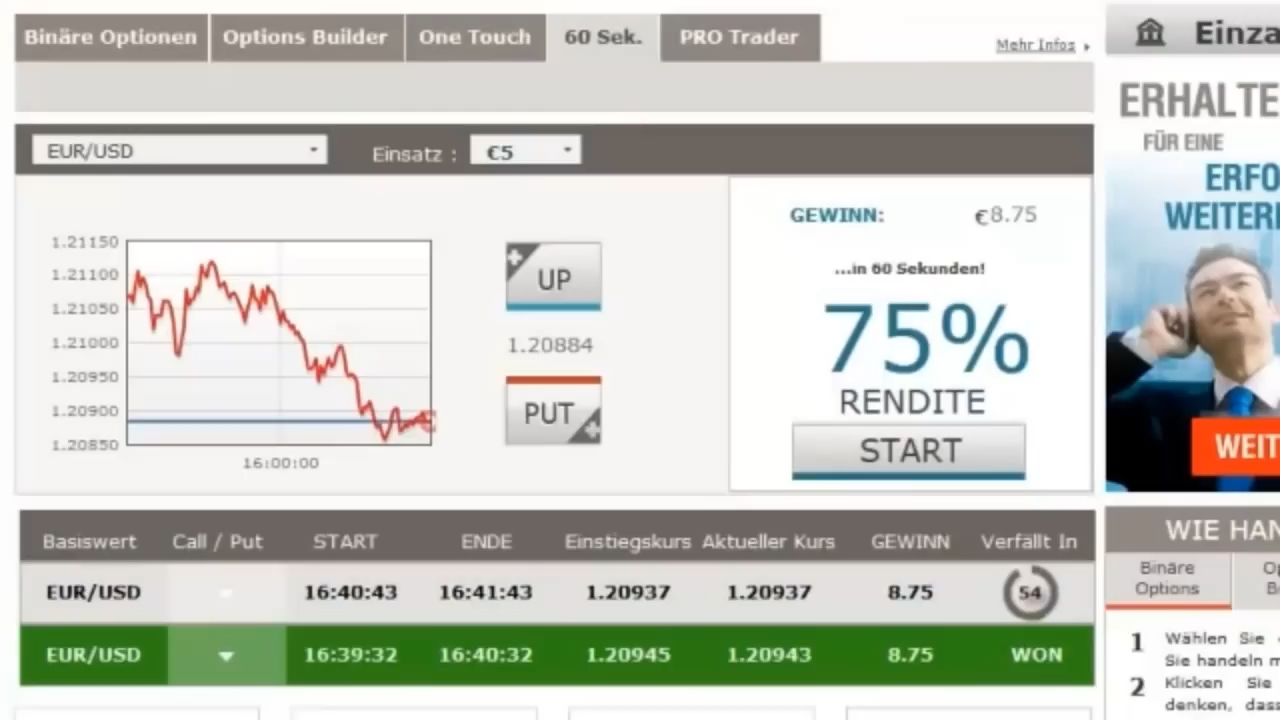 Binäre Optionen Options Builder One Touch 60 Sek. PRO Trader
Mehr Infos
EUR/USD Einsatz : €5
GEWINN: €8.75
...in 60 Sekunden!
75%
RENDITE
START
1.21150
1.21100
1.21050
1.21000
1.20950
1.20900
1.20850
16:00:00
UP
1.20884
PUT
Basiswert Call / Put START ENDE Einstiegskurs Aktueller Kurs GEWINN Verfällt In
EUR/USD 16:40:43 16:41:43 1.20937 1.20937 8.75 54
EUR/USD 16:39:32 16:40:32 1.20945 1.20943 8.75 WON
Einza
ERHALTE
FÜR EINE
ERFO
WEITER
WEIT
WIE HAN
Binäre
Options
1 Wählen Sie
Sie handeln m
2 Klicken Sie
denken, dass